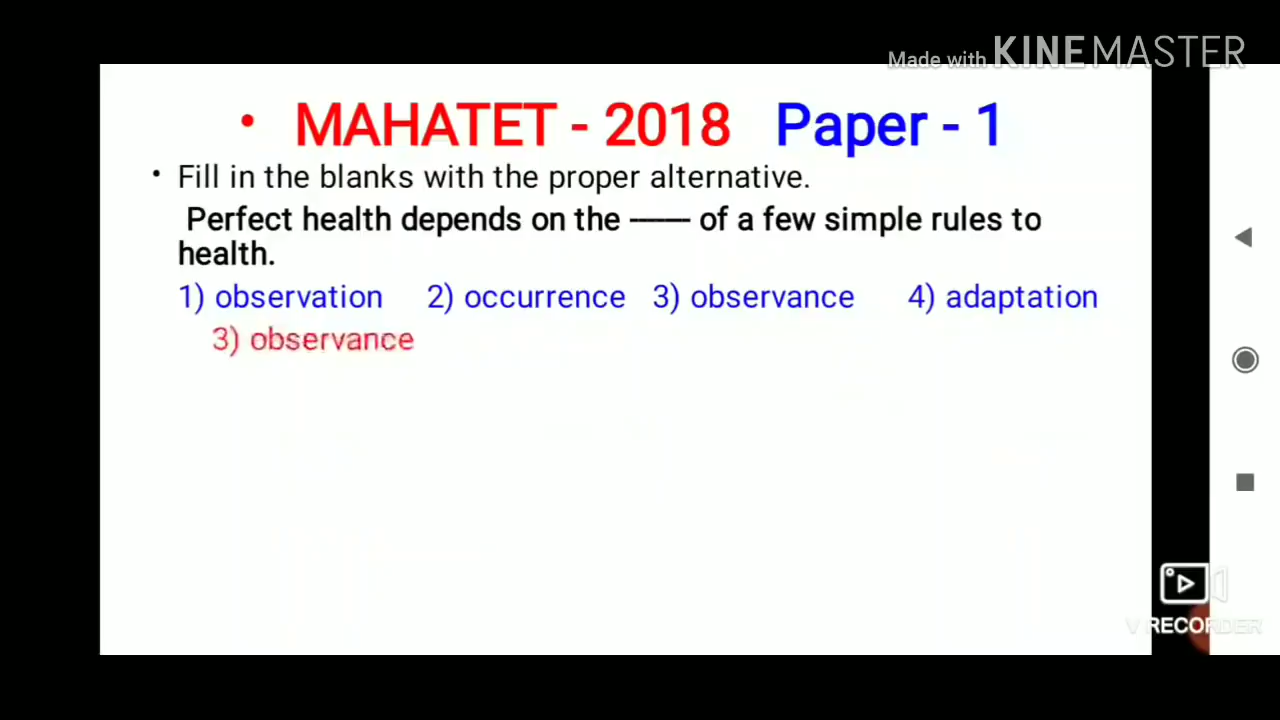 Made with KINEMASTER
• MAHATET - 2018 Paper - 1
• Fill in the blanks with the proper alternative.
Perfect health depends on the ------ of a few simple rules to
health.
1) observation 2) occurrence 3) observance 4) adaptation
3) observance
V RECORDER